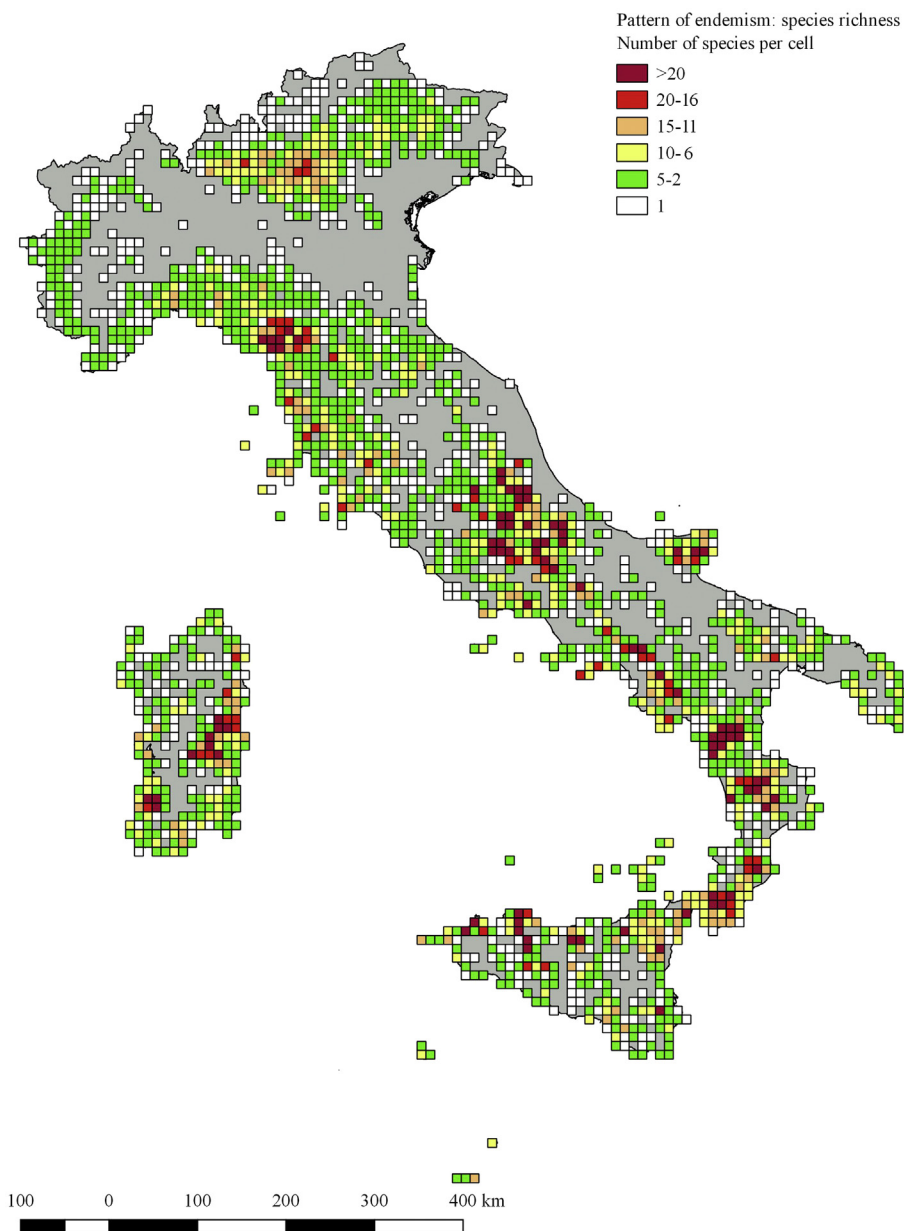 Pattern of endemism: species richness
Number of species per cell
>20
20-16
15-11
10-6
5-2
1
100 0 100 200 300 400 km